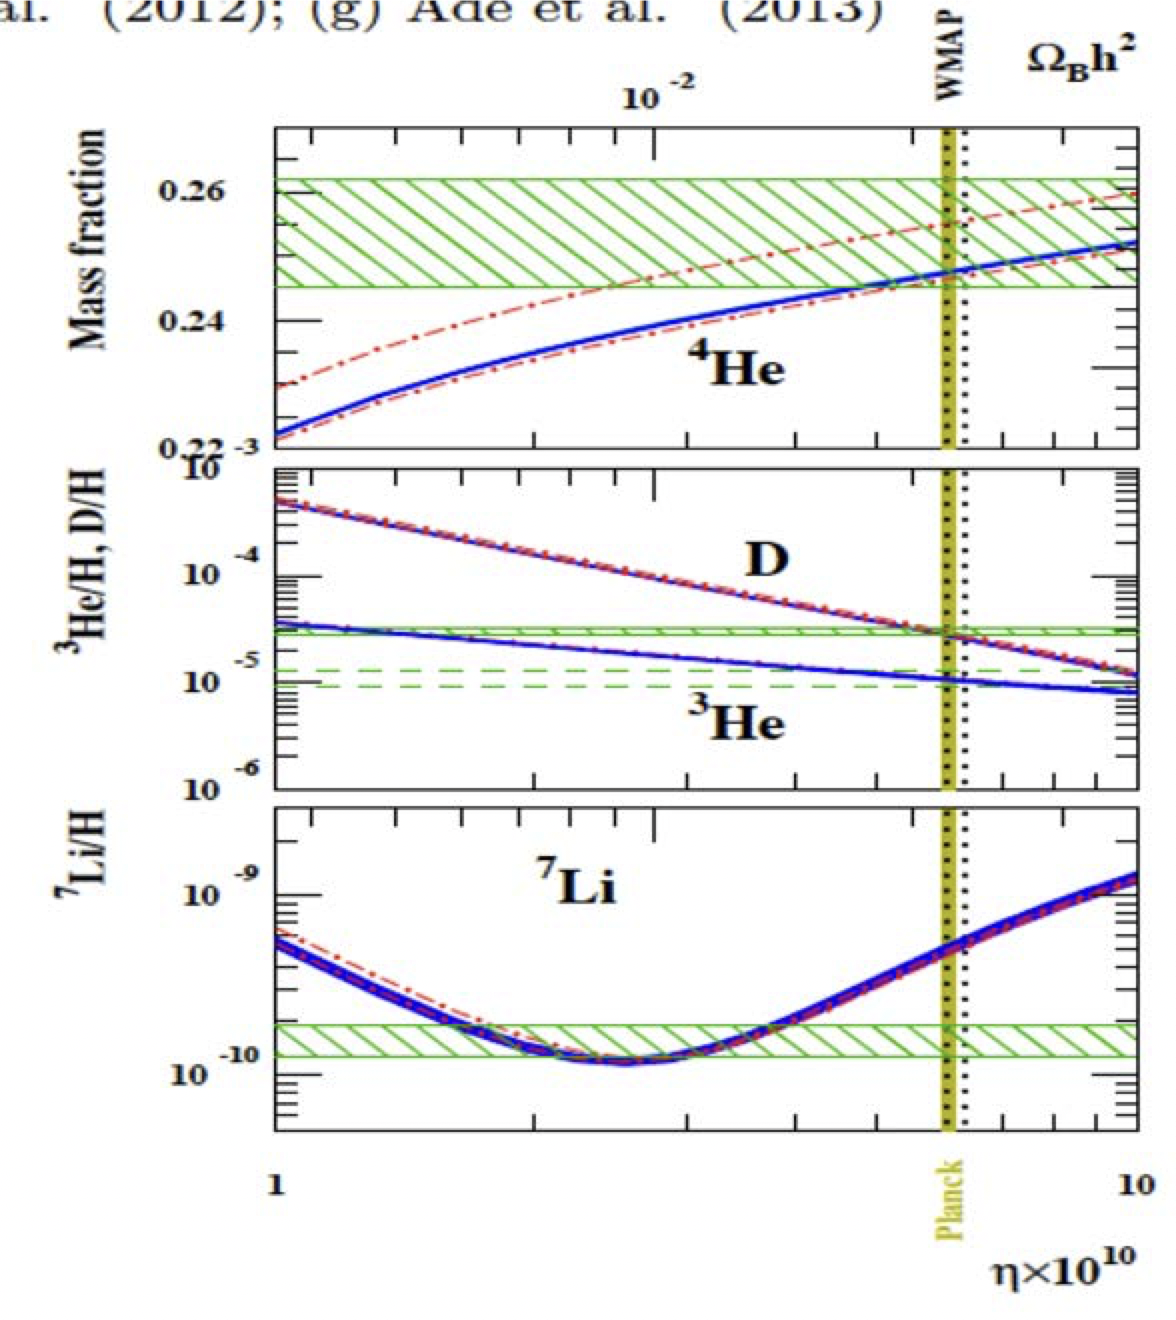 al. (2012); (g) Ade et al. (2013)
WMAP
Ω_B h²
10⁻²
Mass fraction
0.26
0.24
0.22
⁴He
³He/H, D/H
10⁻³
10⁻⁴
10⁻⁵
10⁻⁶
D
³He
⁷Li/H
10⁻⁹
10⁻¹⁰
⁷Li
1
10
Planck
η×10¹⁰